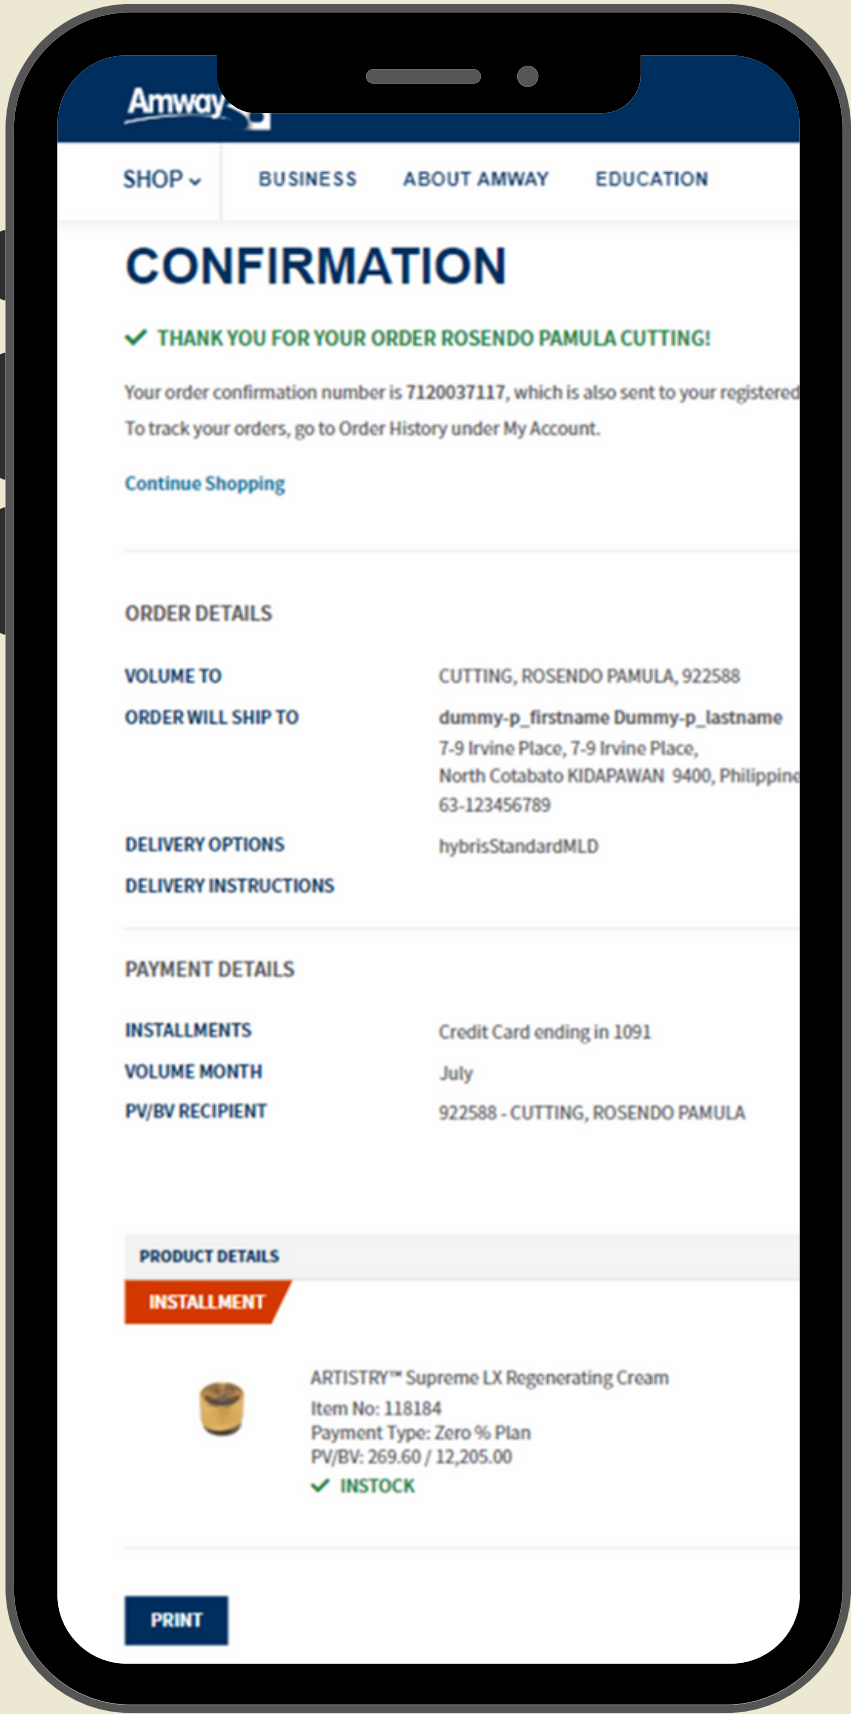 Amway
SHOP
BUSINESS
ABOUT AMWAY
EDUCATION
CONFIRMATION
THANK YOU FOR YOUR ORDER ROSENDO PAMULA CUTTING!
Your order confirmation number is 7120037117, which is also sent to your registered
To track your orders, go to Order History under My Account.
Continue Shopping
ORDER DETAILS
VOLUME TO CUTTING, ROSENDO PAMULA, 922588
ORDER WILL SHIP TO dummy-p_firstname Dummy-p_lastname
7-9 Irvine Place, 7-9 Irvine Place,
North Cotabato KIDAPAWAN 9400, Philippine
63-123456789
DELIVERY OPTIONS hybrisStandardMLD
DELIVERY INSTRUCTIONS
PAYMENT DETAILS
INSTALLMENTS Credit Card ending in 1091
VOLUME MONTH July
PV/BV RECIPIENT 922588 - CUTTING, ROSENDO PAMULA
PRODUCT DETAILS
INSTALLMENT
ARTISTRY™ Supreme LX Regenerating Cream
Item No: 118184
Payment Type: Zero % Plan
PV/BV: 269.60 / 12,205.00
INSTOCK
PRINT